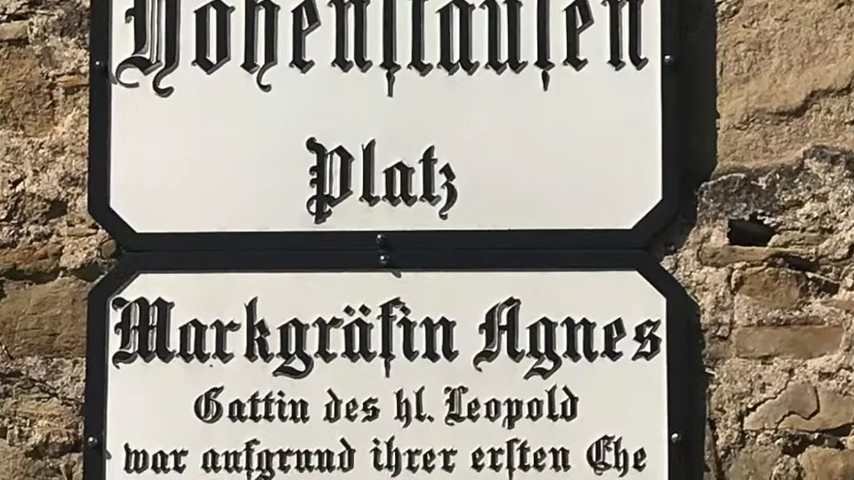 Hohenſtaufen
Platz
Markgräfin Agnes
Gattin des hl. Leopold
war aufgrund ihrer erſten Ehe